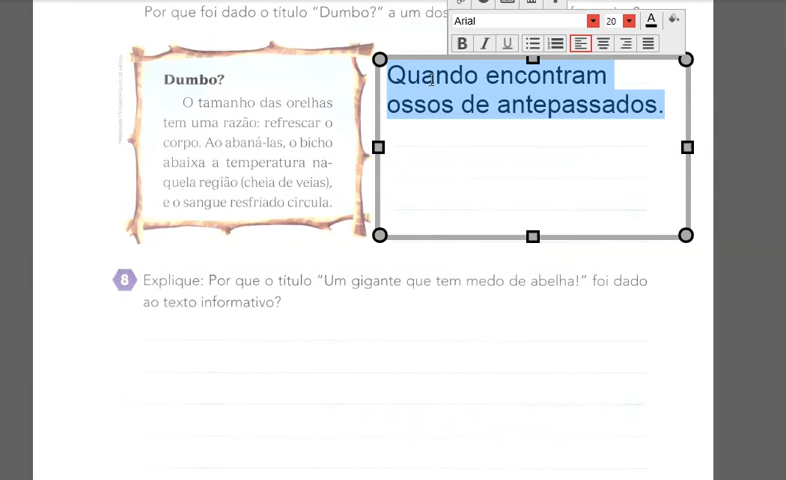 Por que foi dado o título “Dumbo?” a um dos
Arial
20
A
B I U
Dumbo?
O tamanho das orelhas
tem uma razão: refrescar o
corpo. Ao abaná-las, o bicho
abaixa a temperatura na-
quela região (cheia de veias),
e o sangue resfriado circula.
Quando encontram
ossos de antepassados.
8 Explique: Por que o título “Um gigante que tem medo de abelha!” foi dado
ao texto informativo?